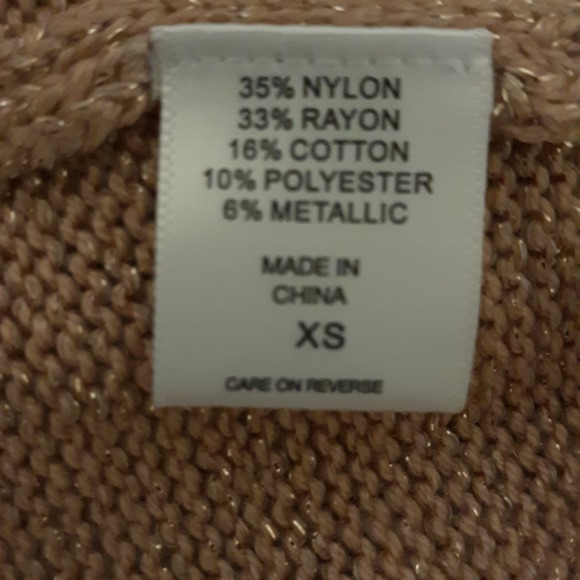 35% NYLON
33% RAYON
16% COTTON
10% POLYESTER
6% METALLIC
MADE IN
CHINA
XS
CARE ON REVERSE